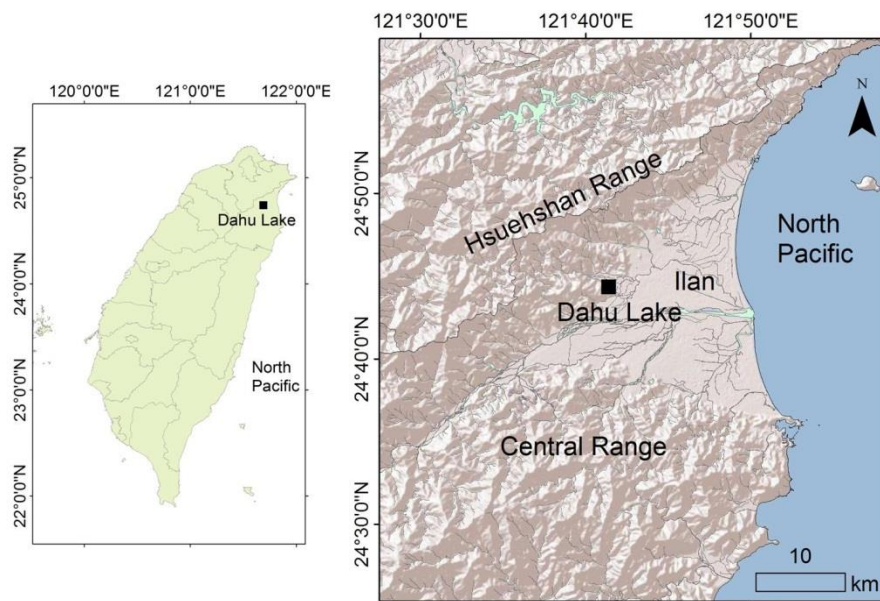 120°0'0"E 121°0'0"E 122°0'0"E
25°0'0"N
24°0'0"N
23°0'0"N
22°0'0"N
Dahu Lake
North
Pacific
121°30'0"E 121°40'0"E 121°50'0"E
24°50'0"N
24°40'0"N
24°30'0"N
N
Hsuehshan Range
North
Pacific
Ilan
Dahu Lake
Central Range
10
km